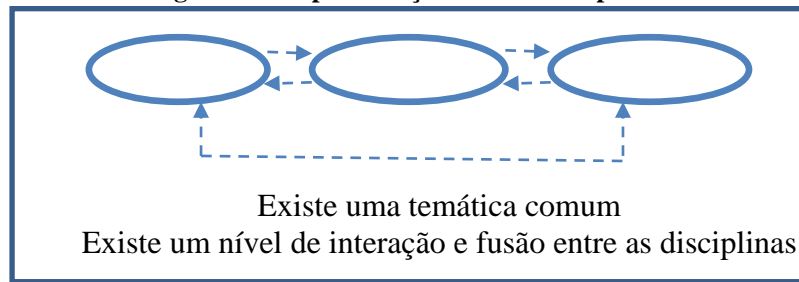 Existe uma temática comum
Existe um nível de interação e fusão entre as disciplinas